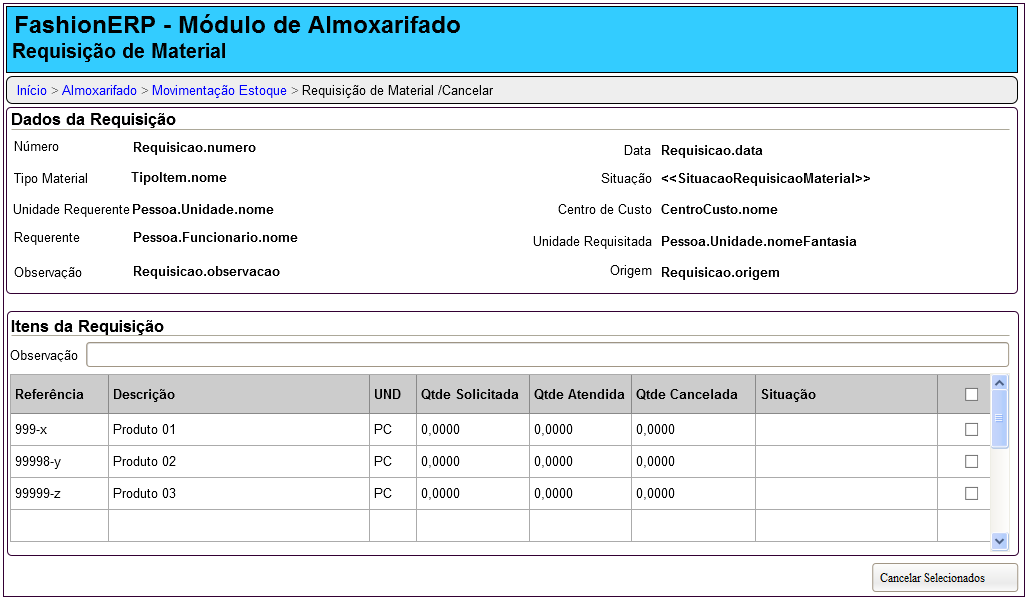 FashionERP - Módulo de Almoxarifado
Requisição de Material
Início > Almoxarifado > Movimentação Estoque > Requisição de Material /Cancelar
Dados da Requisição
Número Requisicao.numero Data Requisicao.data
Tipo Material TipoItem.nome Situação <<SituacaoRequisicaoMaterial>>
Unidade Requerente Pessoa.Unidade.nome Centro de Custo CentroCusto.nome
Requerente Pessoa.Funcionario.nome Unidade Requisitada Pessoa.Unidade.nomeFantasia
Observação Requisicao.observacao Origem Requisicao.origem
Itens da Requisição
Observação
Referência Descrição UND Qtde Solicitada Qtde Atendida Qtde Cancelada Situação
999-x Produto 01 PC 0,0000 0,0000 0,0000
99998-y Produto 02 PC 0,0000 0,0000 0,0000
99999-z Produto 03 PC 0,0000 0,0000 0,0000
Cancelar Selecionados